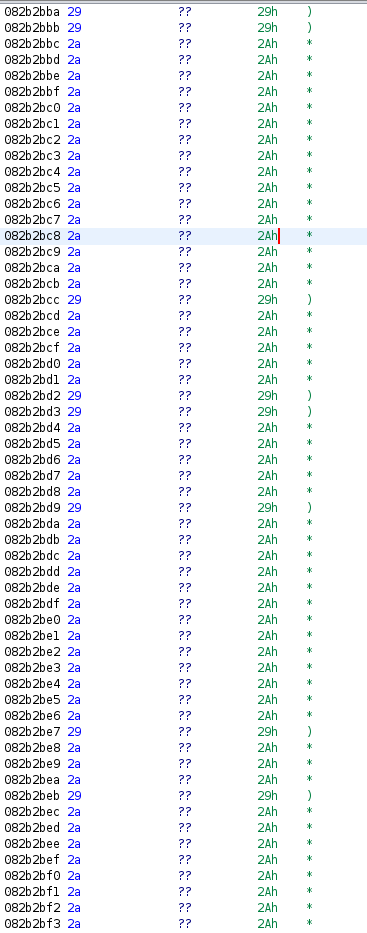 082b2bba 29 ?? 29h )
082b2bbb 29 ?? 29h )
082b2bbc 2a ?? 2Ah *
082b2bbd 2a ?? 2Ah *
082b2bbe 2a ?? 2Ah *
082b2bbf 2a ?? 2Ah *
082b2bc0 2a ?? 2Ah *
082b2bc1 2a ?? 2Ah *
082b2bc2 2a ?? 2Ah *
082b2bc3 2a ?? 2Ah *
082b2bc4 2a ?? 2Ah *
082b2bc5 2a ?? 2Ah *
082b2bc6 2a ?? 2Ah *
082b2bc7 2a ?? 2Ah *
082b2bc8 2a ?? 2Ah *
082b2bc9 2a ?? 2Ah *
082b2bca 2a ?? 2Ah *
082b2bcb 2a ?? 2Ah *
082b2bcc 29 ?? 29h )
082b2bcd 2a ?? 2Ah *
082b2bce 2a ?? 2Ah *
082b2bcf 2a ?? 2Ah *
082b2bd0 2a ?? 2Ah *
082b2bd1 2a ?? 2Ah *
082b2bd2 29 ?? 29h )
082b2bd3 29 ?? 29h )
082b2bd4 2a ?? 2Ah *
082b2bd5 2a ?? 2Ah *
082b2bd6 2a ?? 2Ah *
082b2bd7 2a ?? 2Ah *
082b2bd8 2a ?? 2Ah *
082b2bd9 29 ?? 29h )
082b2bda 2a ?? 2Ah *
082b2bdb 2a ?? 2Ah *
082b2bdc 2a ?? 2Ah *
082b2bdd 2a ?? 2Ah *
082b2bde 2a ?? 2Ah *
082b2bdf 2a ?? 2Ah *
082b2be0 2a ?? 2Ah *
082b2be1 2a ?? 2Ah *
082b2be2 2a ?? 2Ah *
082b2be3 2a ?? 2Ah *
082b2be4 2a ?? 2Ah *
082b2be5 2a ?? 2Ah *
082b2be6 2a ?? 2Ah *
082b2be7 29 ?? 29h )
082b2be8 2a ?? 2Ah *
082b2be9 2a ?? 2Ah *
082b2bea 2a ?? 2Ah *
082b2beb 29 ?? 29h )
082b2bec 2a ?? 2Ah *
082b2bed 2a ?? 2Ah *
082b2bee 2a ?? 2Ah *
082b2bef 2a ?? 2Ah *
082b2bf0 2a ?? 2Ah *
082b2bf1 2a ?? 2Ah *
082b2bf2 2a ?? 2Ah *
082b2bf3 2a ?? 2Ah *